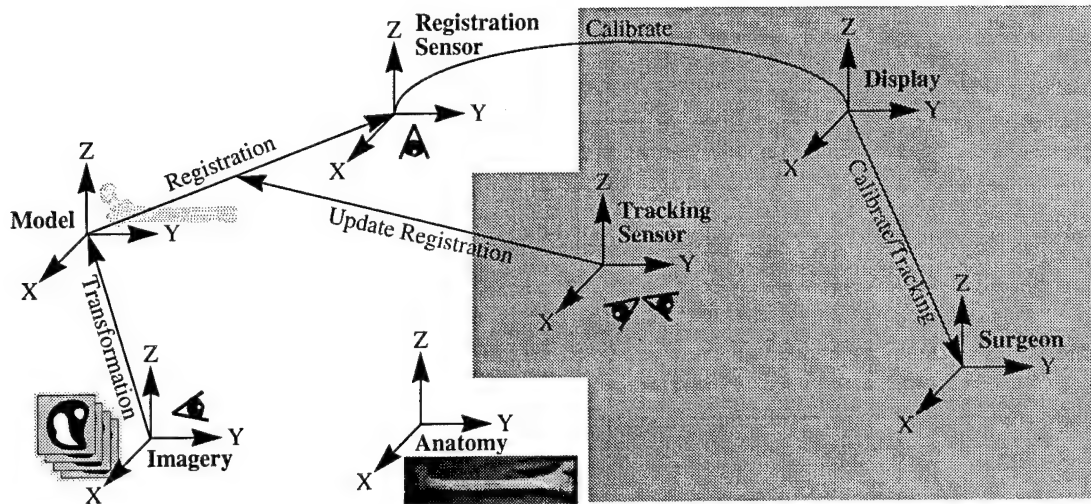 Z
Registration
Sensor
Y
X
Calibrate
Z
Display
Y
X
Registration
Z
Model
Y
X
Z
Tracking
Sensor
Y
X
Update Registration
Calibrate/Tracking
Transformation
Z
Imagery
Y
X
Z
Anatomy
Y
X
Z
Surgeon
Y
X